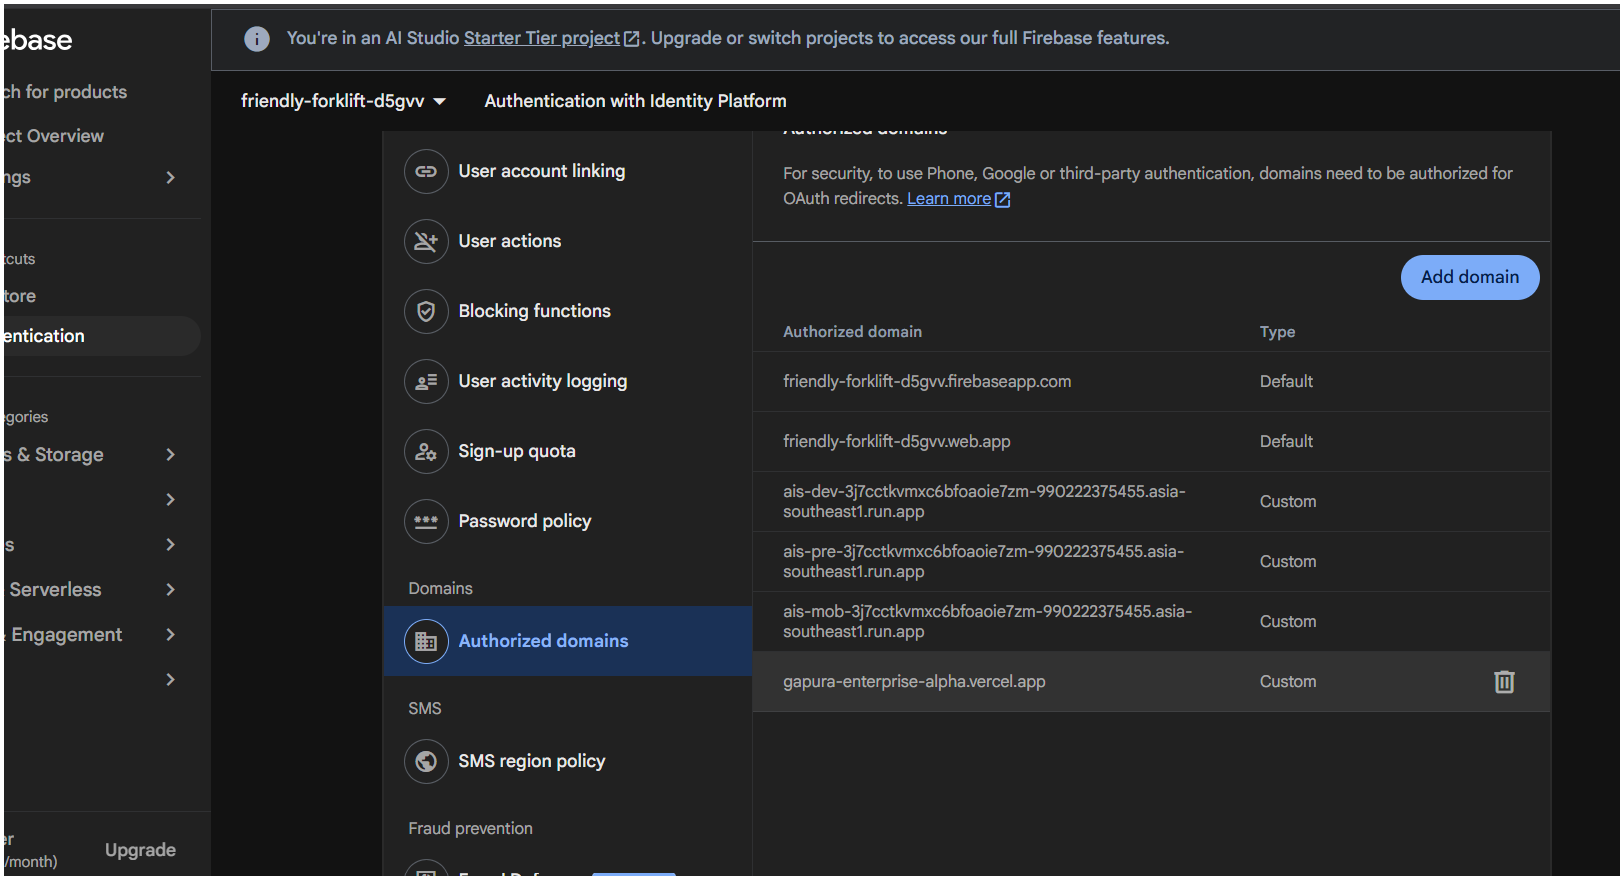 ebase
You're in an AI Studio Starter Tier project. Upgrade or switch projects to access our full Firebase features.
ch for products
friendly-forklift-d5gvv
Authentication with Identity Platform
ect Overview
ngs
cuts
tore
entication
egories
s & Storage
s
Serverless
& Engagement
er
/month)
Upgrade
User account linking
User actions
Blocking functions
User activity logging
Sign-up quota
Password policy
Domains
Authorized domains
SMS
SMS region policy
Fraud prevention
Authorized domains
For security, to use Phone, Google or third-party authentication, domains need to be authorized for
OAuth redirects. Learn more
Add domain
Authorized domain
Type
friendly-forklift-d5gvv.firebaseapp.com
Default
friendly-forklift-d5gvv.web.app
Default
ais-dev-3j7cctkvmxc6bfoaoie7zm-990222375455.asia-
southeast1.run.app
Custom
ais-pre-3j7cctkvmxc6bfoaoie7zm-990222375455.asia-
southeast1.run.app
Custom
ais-mob-3j7cctkvmxc6bfoaoie7zm-990222375455.asia-
southeast1.run.app
Custom
gapura-enterprise-alpha.vercel.app
Custom